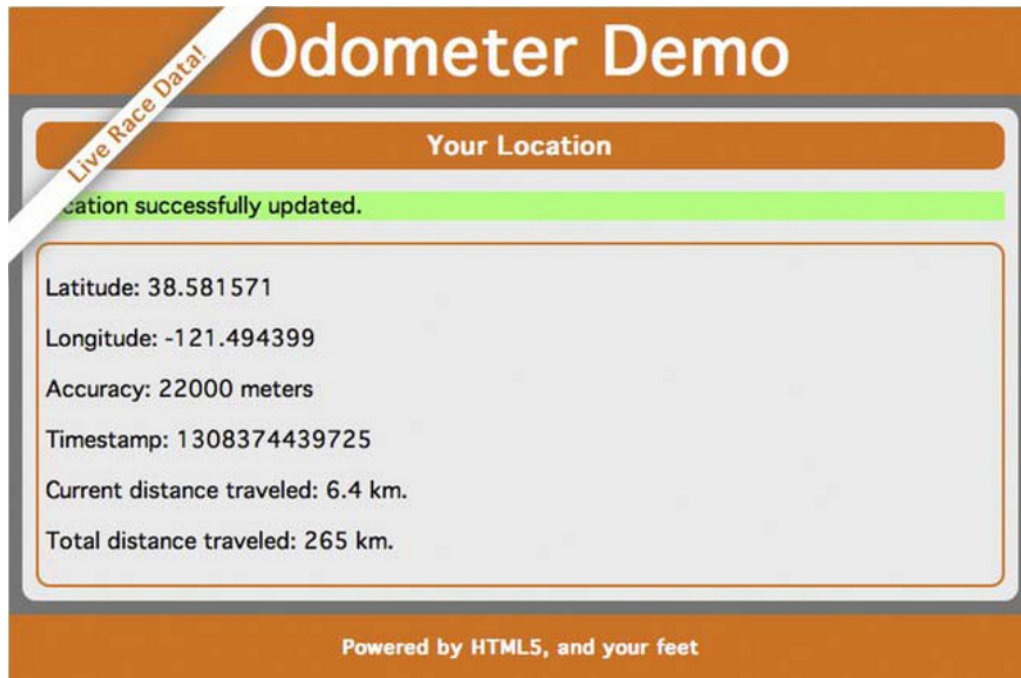 Odometer Demo
Live Race Data!
Your Location
cation successfully updated.
Latitude: 38.581571
Longitude: -121.494399
Accuracy: 22000 meters
Timestamp: 1308374439725
Current distance traveled: 6.4 km.
Total distance traveled: 265 km.
Powered by HTML5, and your feet